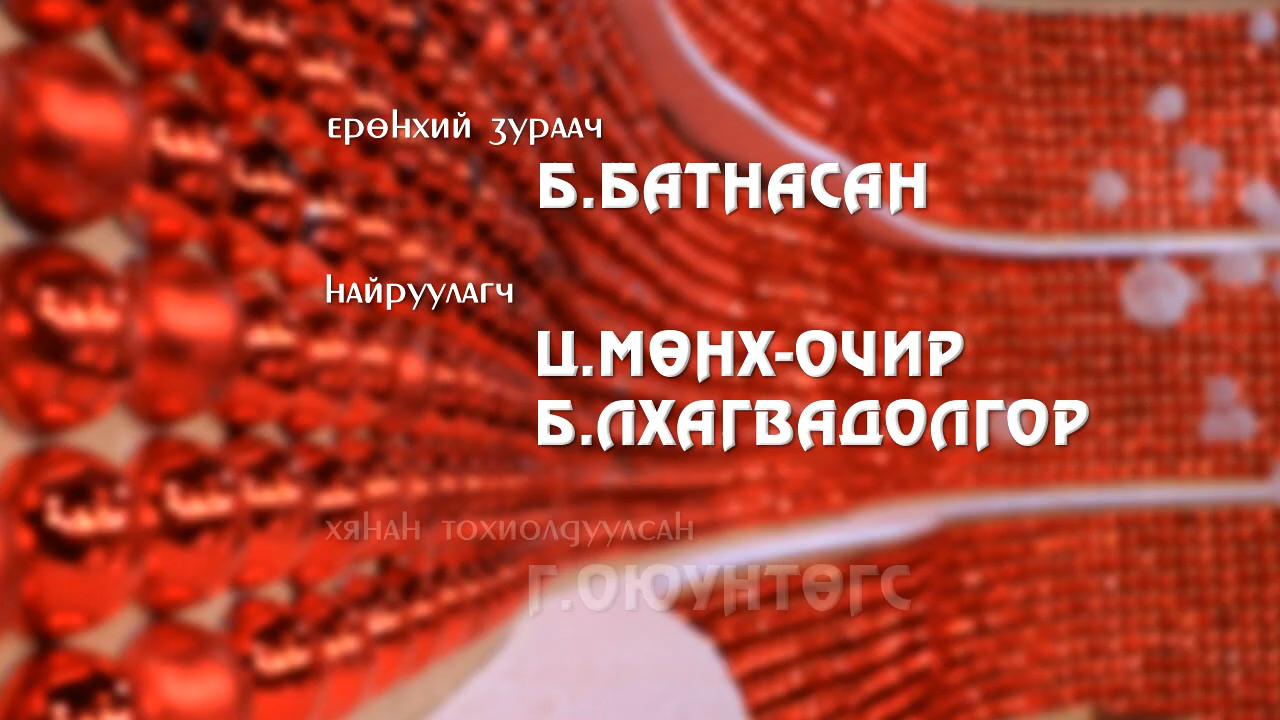 ЕРӨНХИЙ ЗУРААЧ
Б.БАТНАСАН
НАЙРУУЛАГЧ
Ц.МӨНХ-ОЧИР
Б.ЛХАГВАДОЛГОР
ХЯНАН ТОХИОЛДУУЛСАН
Г.ОЮУНТӨГС